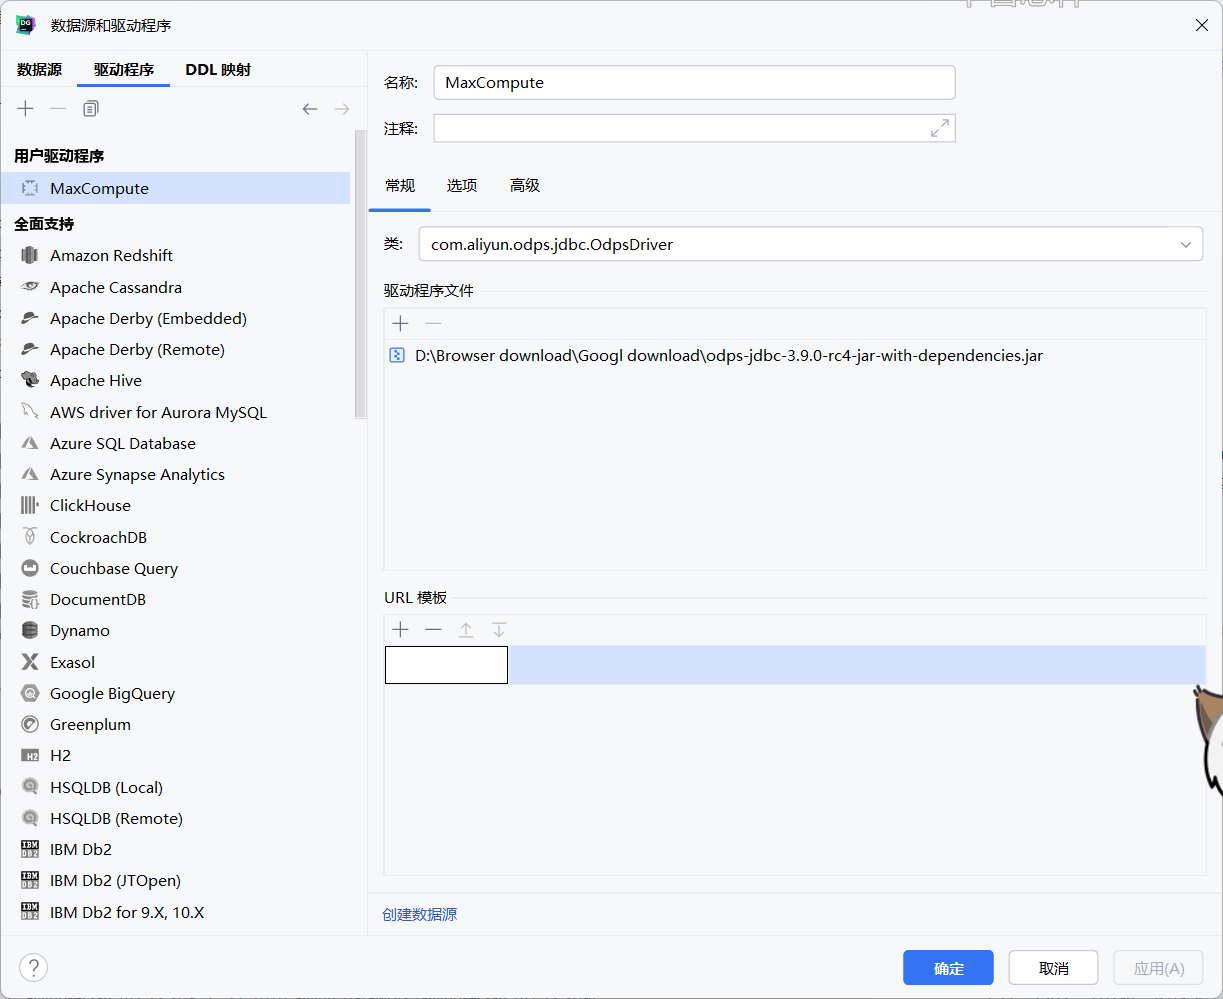 数据源和驱动程序
数据源 驱动程序 DDL 映射
用户驱动程序
MaxCompute
全面支持
Amazon Redshift
Apache Cassandra
Apache Derby (Embedded)
Apache Derby (Remote)
Apache Hive
AWS driver for Aurora MySQL
Azure SQL Database
Azure Synapse Analytics
ClickHouse
CockroachDB
Couchbase Query
DocumentDB
Dynamo
Exasol
Google BigQuery
Greenplum
H2
HSQLDB (Local)
HSQLDB (Remote)
IBM Db2
IBM Db2 (JTOpen)
IBM Db2 for 9.X, 10.X
名称: MaxCompute
注释:
常规 选项 高级
类: com.aliyun.odps.jdbc.OdpsDriver
驱动程序文件
D:\Browser download\Googl download\odps-jdbc-3.9.0-rc4-jar-with-dependencies.jar
URL 模板
创建数据源
? 确定 取消 应用(A)